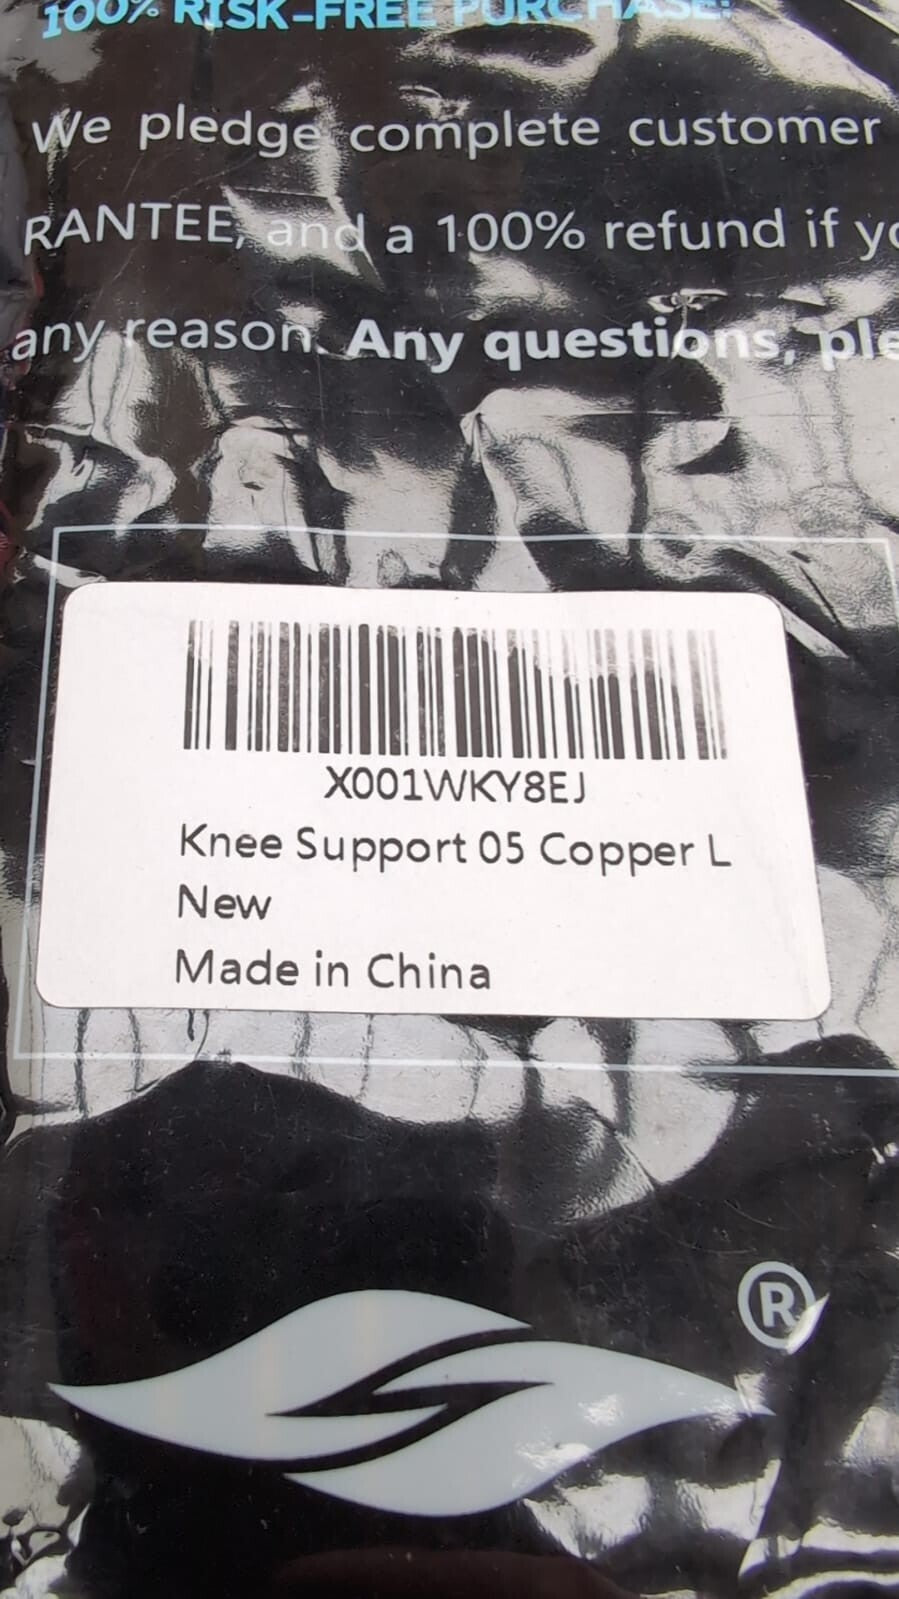 100% RISK-FREE PURCHASE:
We pledge complete customer
RANTEE, and a 100% refund if
any reason. Any questions,
X001WKY8EJ
Knee Support 05 Copper L
New
Made in China
®